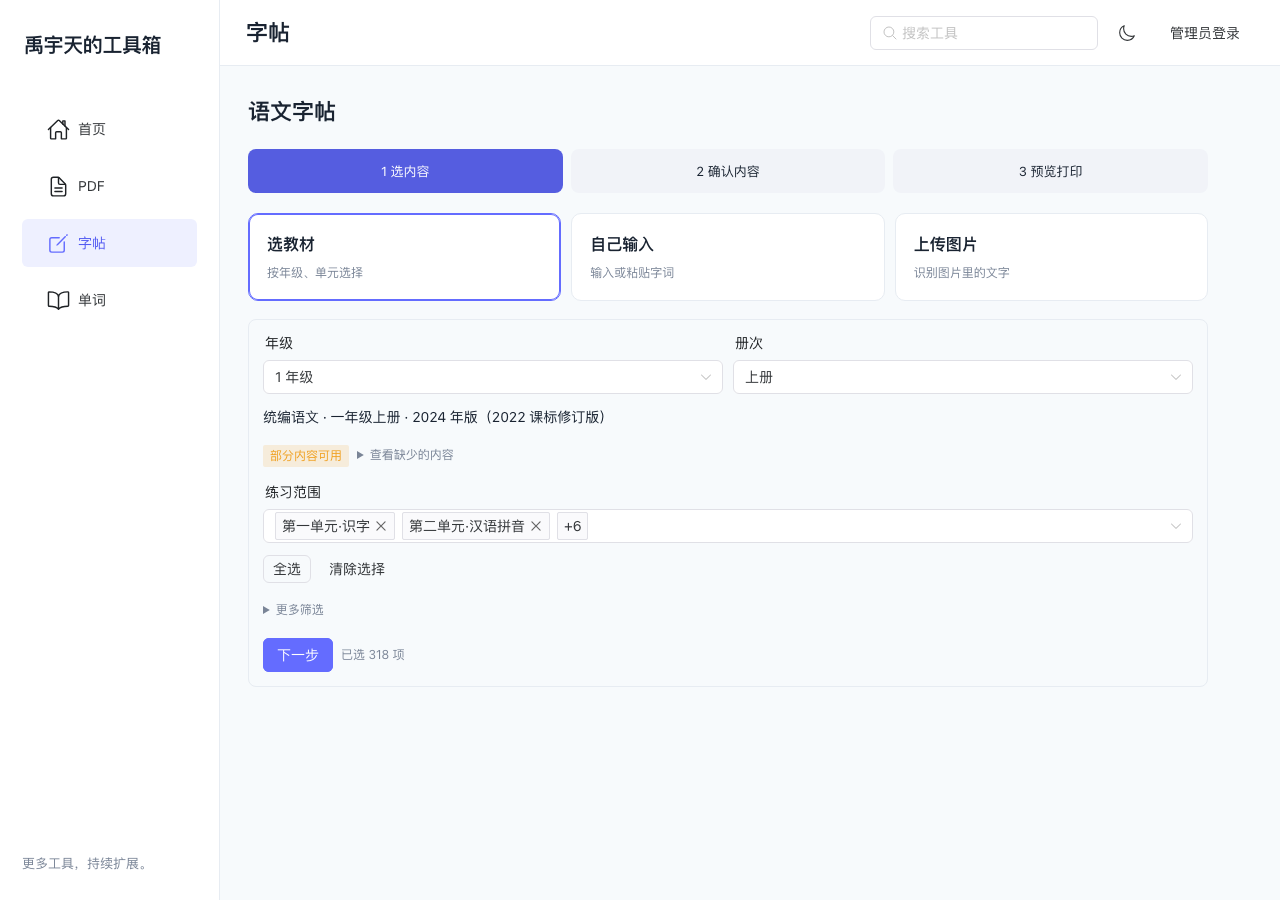 禹宇天的工具箱
首页
PDF
字帖
单词
更多工具，持续扩展。
字帖
搜索工具
管理员登录
语文字帖
1 选内容
2 确认内容
3 预览打印
选教材
按年级、单元选择
自己输入
输入或粘贴字词
上传图片
识别图片里的文字
年级
册次
1 年级
上册
统编语文 · 一年级上册 · 2024 年版（2022 课标修订版）
部分内容可用
查看缺少的内容
练习范围
第一单元·识字
第二单元·汉语拼音
+6
全选
清除选择
更多筛选
下一步
已选 318 项